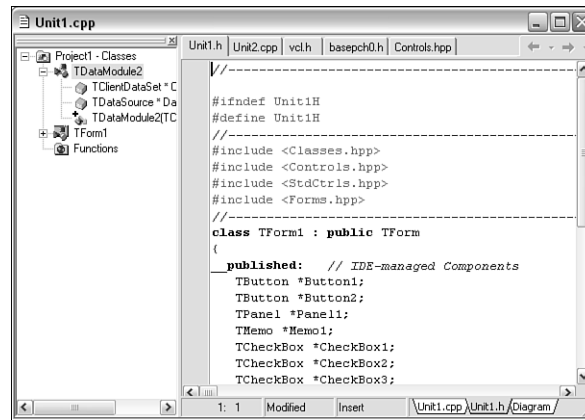 Unit1.cpp
Project1 - Classes
TDataModule2
TClientDataSet * C
TDataSource * Da
TDataModule2(TC
TForm1
Functions
Unit1.h Unit2.cpp vcl.h basepch0.h Controls.hpp
//--------------------------------------------------
#ifndef Unit1H
#define Unit1H
//--------------------------------------------------
#include <Classes.hpp>
#include <Controls.hpp>
#include <StdCtrls.hpp>
#include <Forms.hpp>
//--------------------------------------------------
class TForm1 : public TForm
{
__published: // IDE-managed Components
TButton *Button1;
TButton *Button2;
TPanel *Panel1;
TMemo *Memo1;
TCheckBox *CheckBox1;
TCheckBox *CheckBox2;
TCheckBox *CheckBox3;
1: 1 Modified Insert Unit1.cpp Unit1.h Diagram